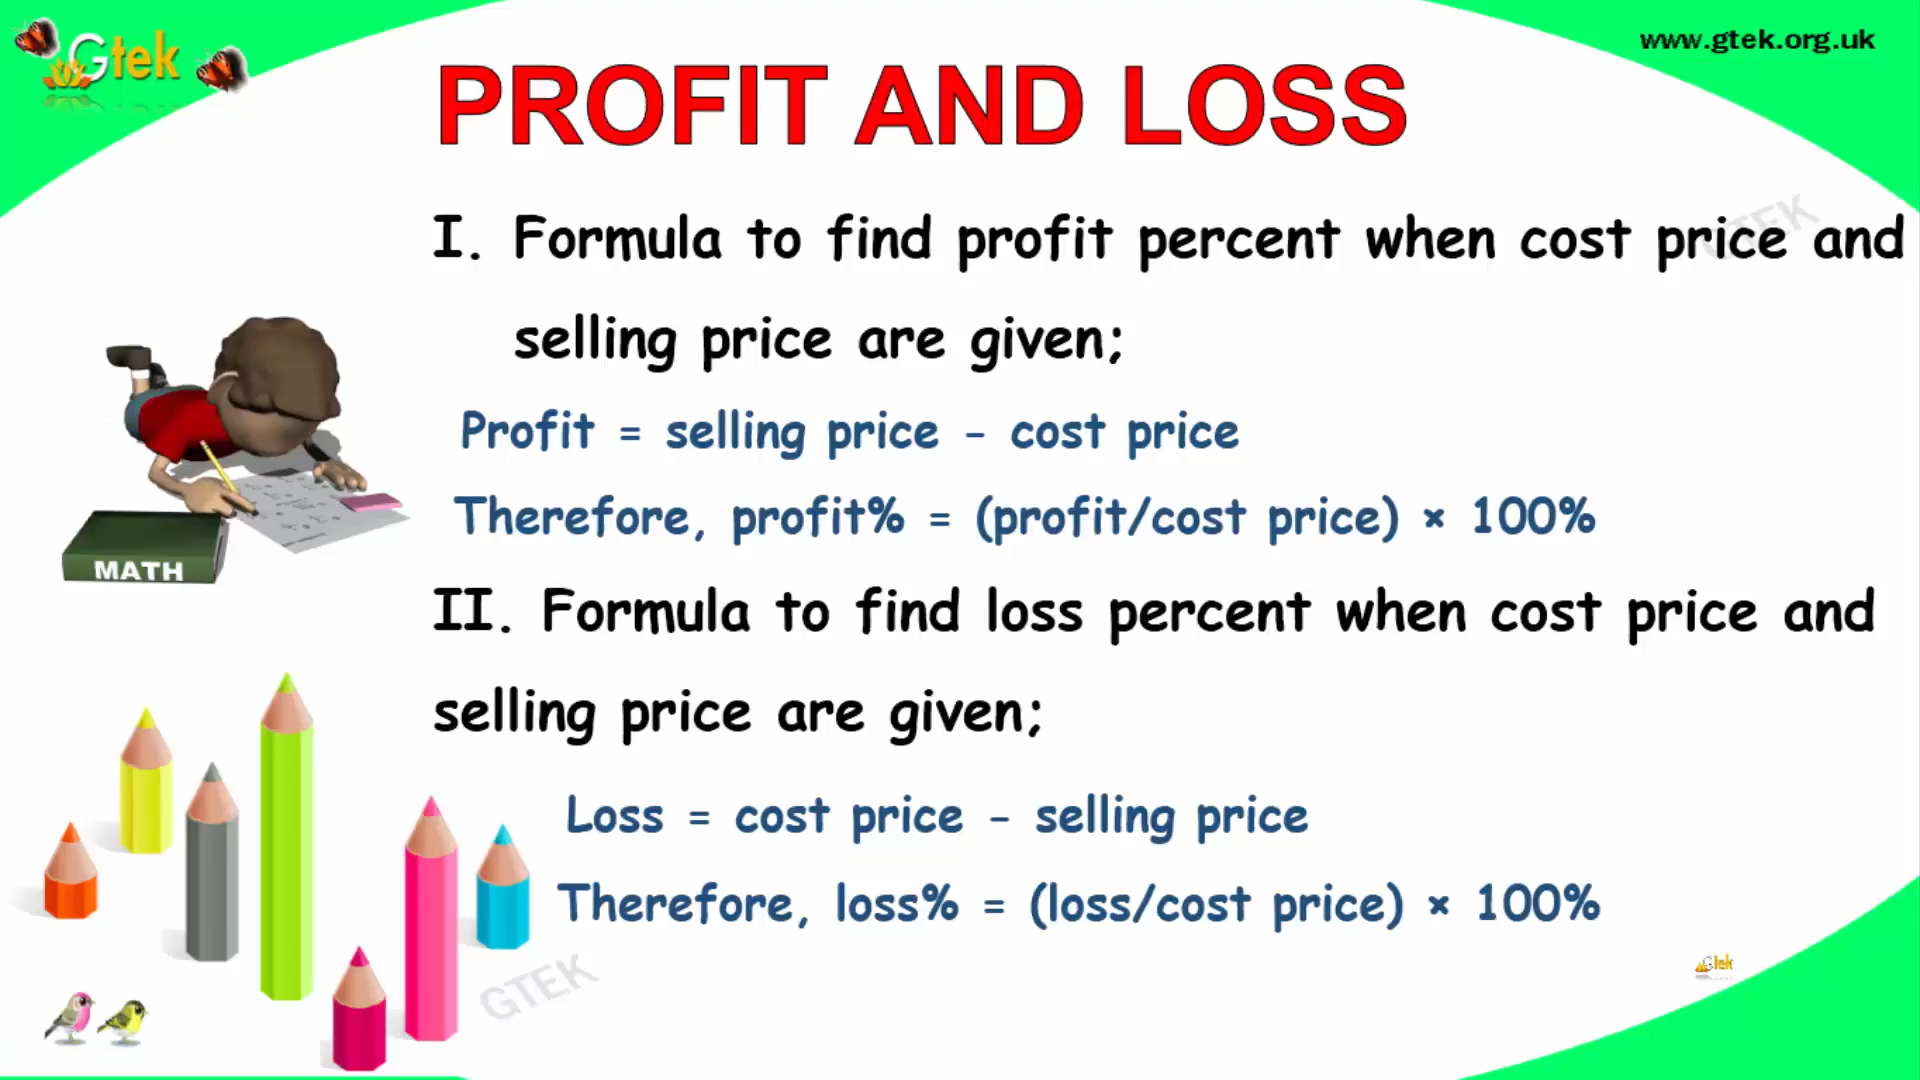 Gtek
www.gtek.org.uk
PROFIT AND LOSS
I. Formula to find profit percent when cost price and
selling price are given;
Profit = selling price - cost price
Therefore, profit% = (profit/cost price) × 100%
MATH
II. Formula to find loss percent when cost price and
selling price are given;
Loss = cost price - selling price
Therefore, loss% = (loss/cost price) × 100%
GTEK
GTEK
Gtek